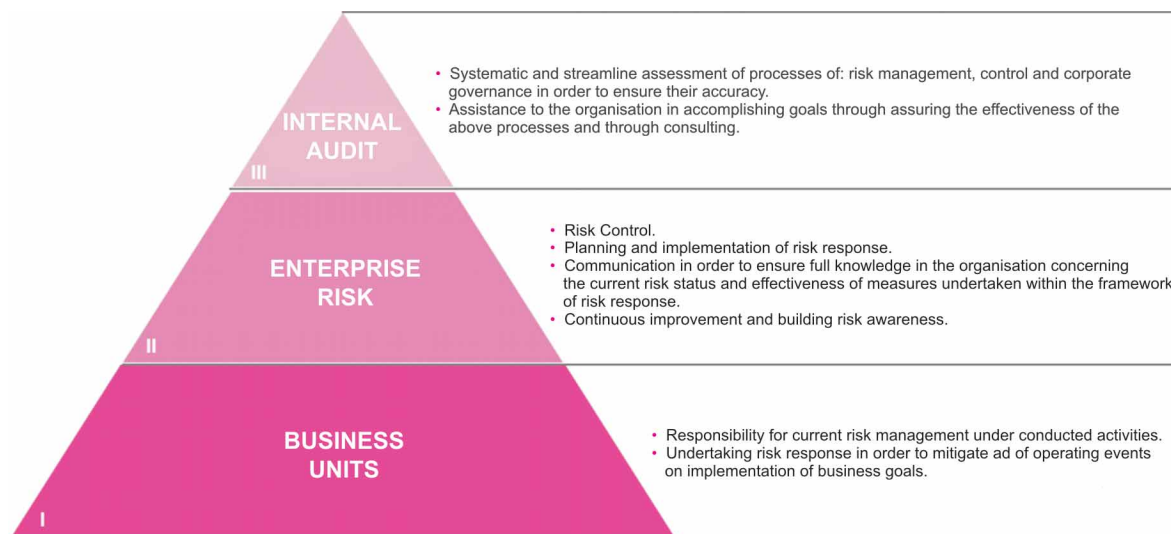 INTERNAL
AUDIT
III
• Systematic and streamline assessment of processes of: risk management, control and corporate
governance in order to ensure their accuracy.
• Assistance to the organisation in accomplishing goals through assuring the effectiveness of the
above processes and through consulting.
ENTERPRISE
RISK
II
• Risk Control.
• Planning and implementation of risk response.
• Communication in order to ensure full knowledge in the organisation concerning
the current risk status and effectiveness of measures undertaken within the framework
of risk response.
• Continuous improvement and building risk awareness.
BUSINESS
UNITS
I
• Responsibility for current risk management under conducted activities.
• Undertaking risk response in order to mitigate ad of operating events
on implementation of business goals.